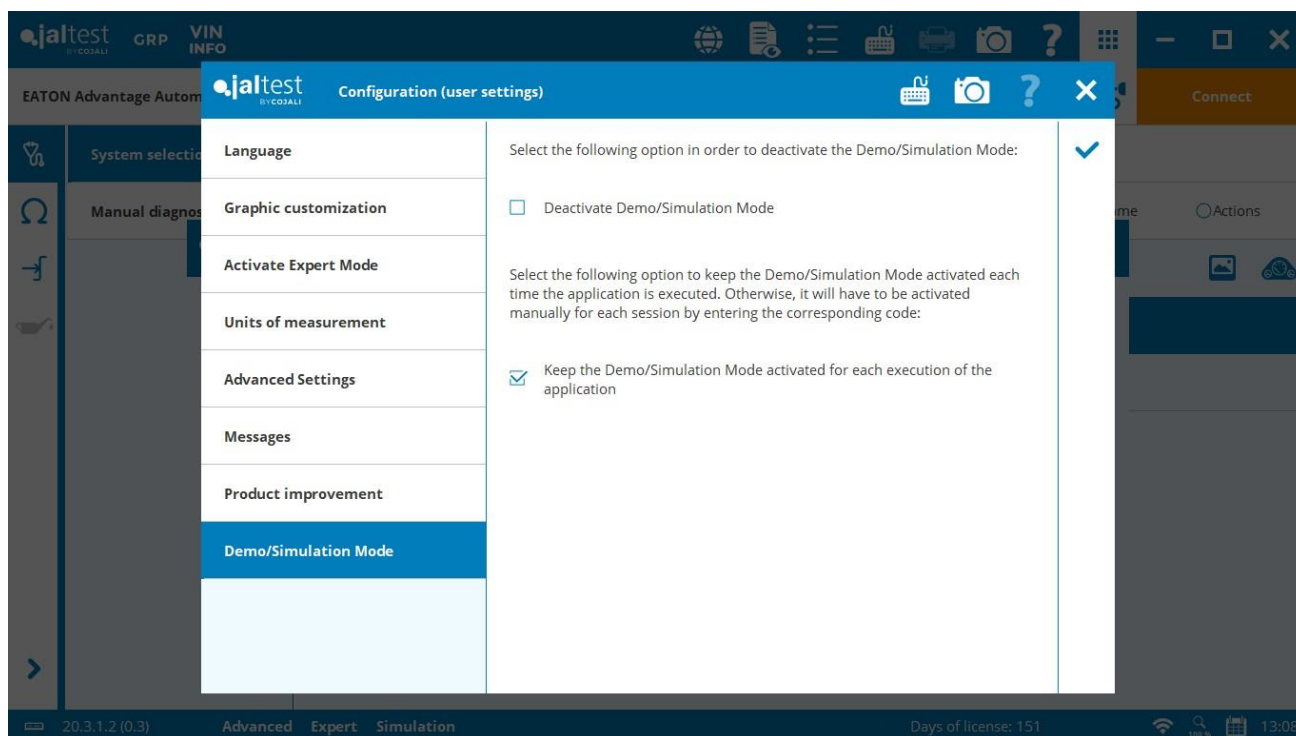 jaltest
BY COJALI
GRP
VIN
INFO
EATON Advantage Autom
Connect
System selectio
Manual diagnos
me
Actions
jaltest
BY COJALI
Configuration (user settings)
Language
Graphic customization
Activate Expert Mode
Units of measurement
Advanced Settings
Messages
Product improvement
Demo/Simulation Mode
Select the following option in order to deactivate the Demo/Simulation Mode:
Deactivate Demo/Simulation Mode
Select the following option to keep the Demo/Simulation Mode activated each
time the application is executed. Otherwise, it will have to be activated
manually for each session by entering the corresponding code:
Keep the Demo/Simulation Mode activated for each execution of the
application
20.3.1.2 (0.3)
Advanced Expert Simulation
Days of license: 151
100 %
13:08